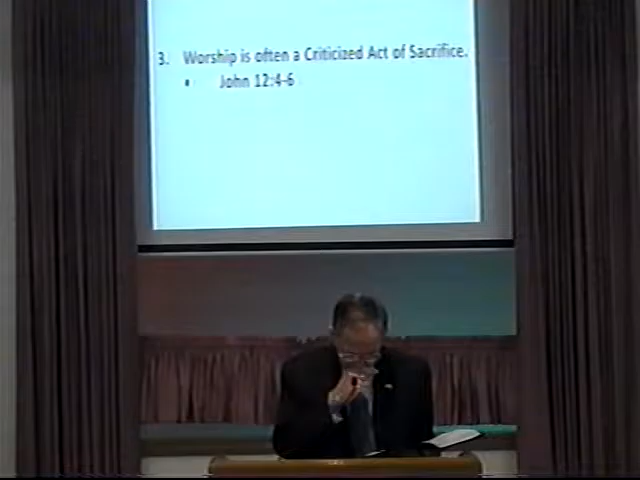 3. Worship is often a Criticized Act of Sacrifice.
• John 12:4-6